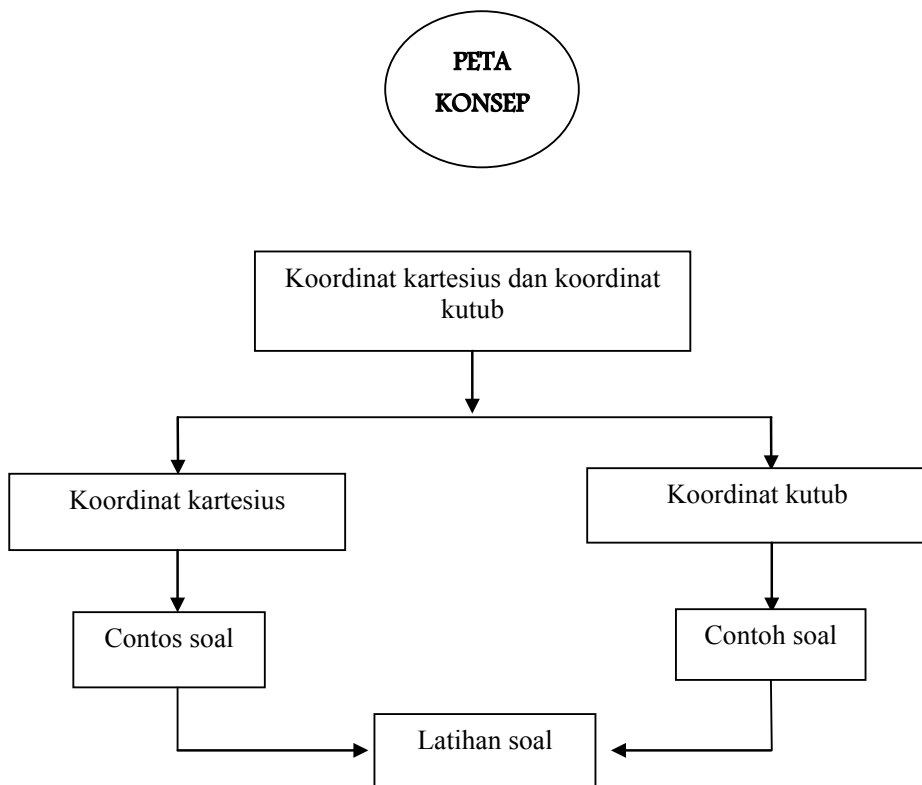 PETA
KONSEP
Koordinat kartesius dan koordinat
kutub
Koordinat kartesius
Koordinat kutub
Contos soal
Contoh soal
Latihan soal